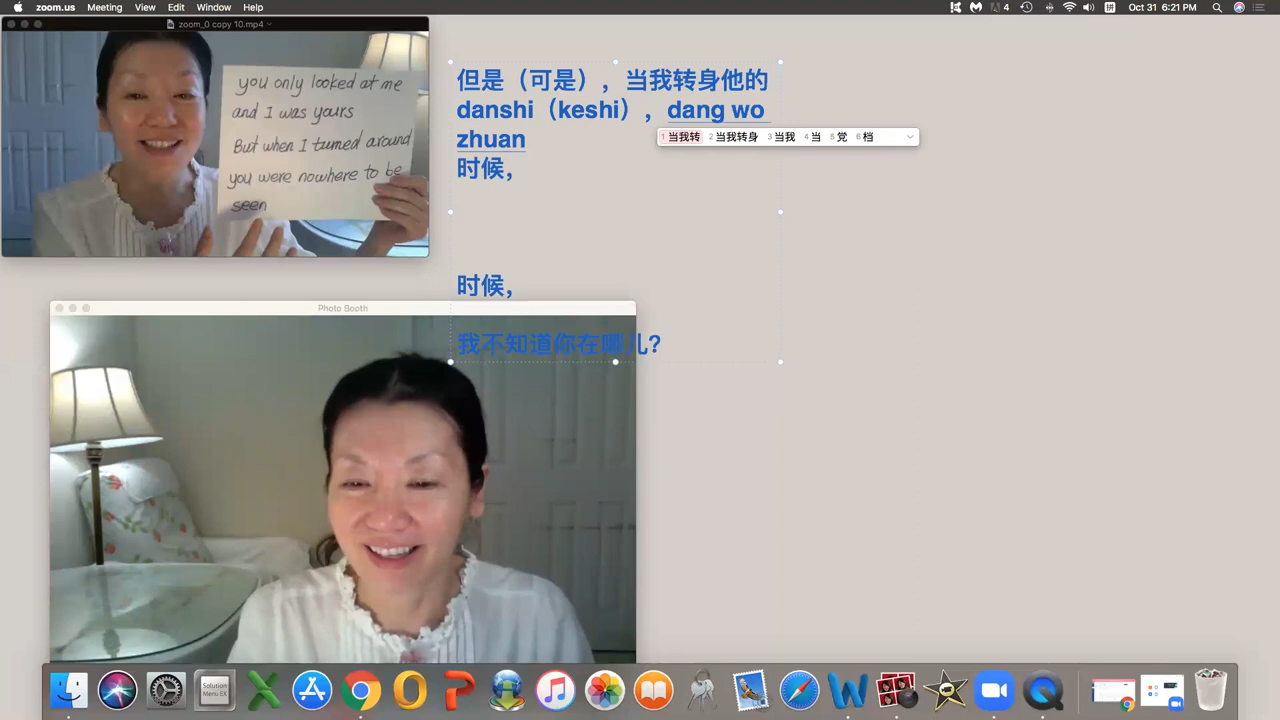 zoom.us Meeting View Edit Window Help
4
Oct 31 6:21 PM
zoom_0 copy 10.mp4
you only looked at me
and I was yours
But when I turned around
you were nowhere to be
seen
但是（可是），当我转身他的
danshi（keshi），dang wo
zhuan
1 当我转 2 当我转身 3 当我 4 当 5 党 6 档
时候，
时候，
Photo Booth
我不知道你在哪儿？
Solution
Menu EX